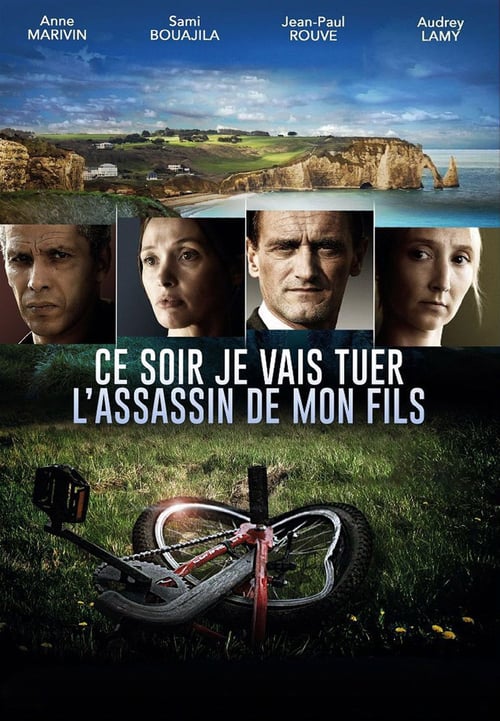 Anne
MARIVIN
Sami
BOUAJILA
Jean-Paul
ROUVE
Audrey
LAMY
CE SOIR JE VAIS TUER
L'ASSASSIN DE MON FILS